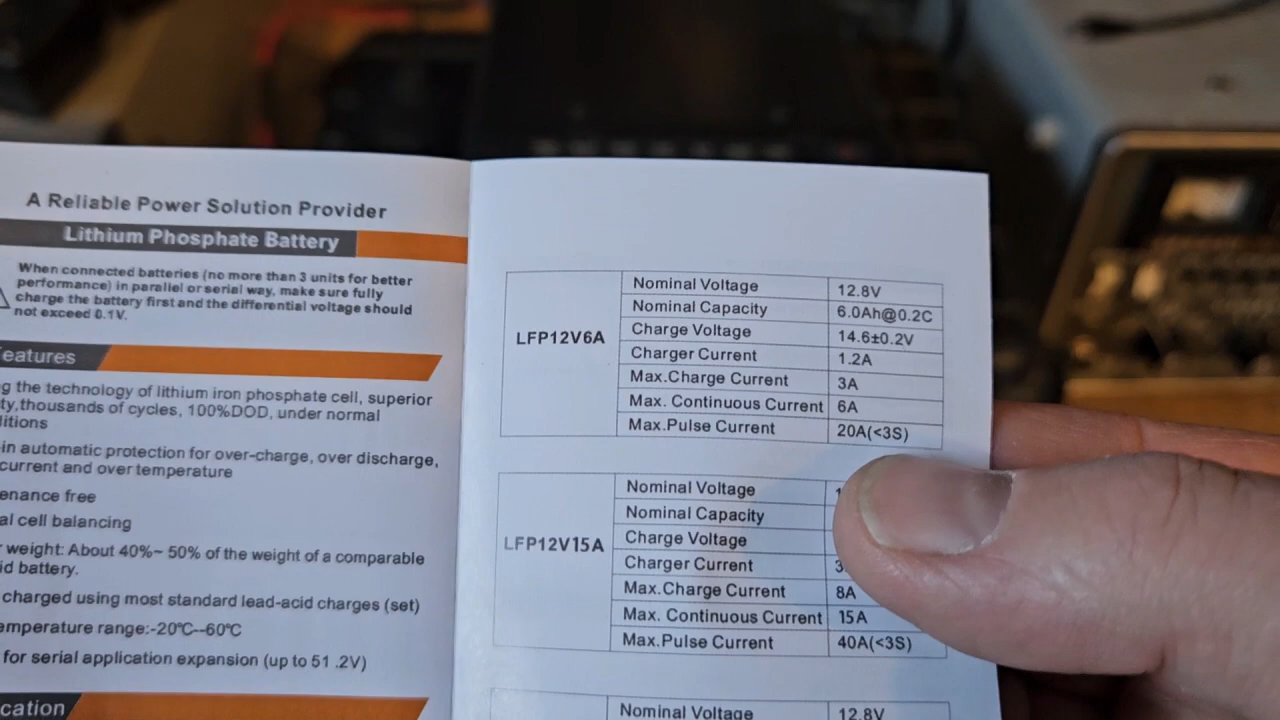 A Reliable Power Solution Provider
Lithium Phosphate Battery
When connected batteries (no more than 3 units for better
performance) in parallel or serial way, make sure fully
charge the battery first and the differential voltage should
not exceed 0.1V.
eatures
g the technology of lithium iron phosphate cell, superior
ty,thousands of cycles, 100%DOD, under normal
litions
-in automatic protection for over-charge, over discharge,
current and over temperature
enance free
al cell balancing
weight: About 40%~ 50% of the weight of a comparable
id battery.
charged using most standard lead-acid charges (set)
emperature range:-20℃--60℃
for serial application expansion (up to 51 .2V)
cation
LFP12V6A
Nominal Voltage 12.8V
Nominal Capacity 6.0Ah@0.2C
Charge Voltage 14.6±0.2V
Charger Current 1.2A
Max.Charge Current 3A
Max. Continuous Current 6A
Max.Pulse Current 20A(<3S)
LFP12V15A
Nominal Voltage
Nominal Capacity
Charge Voltage
Charger Current 3
Max.Charge Current 8A
Max. Continuous Current 15A
Max.Pulse Current 40A(<3S)
Nominal Voltage 12.8V